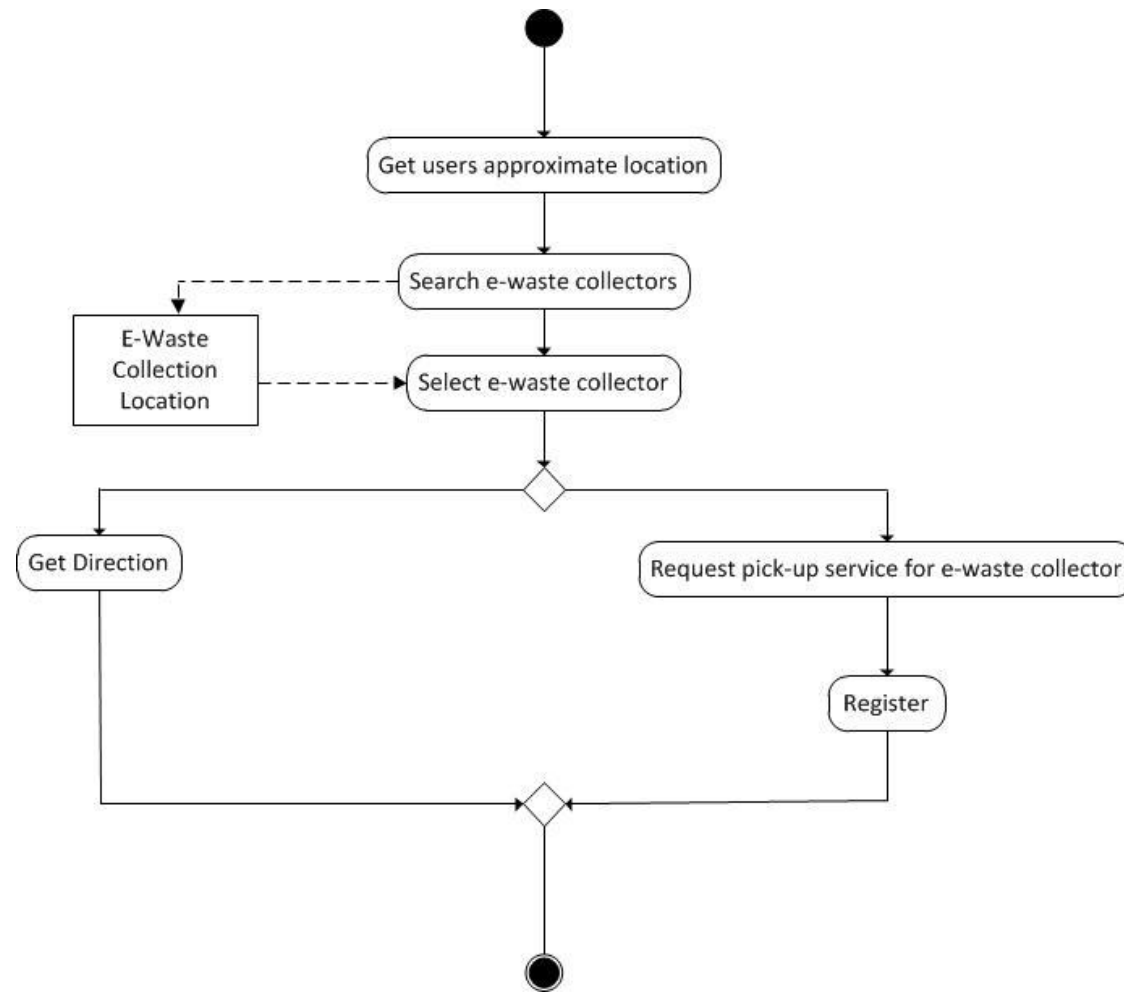 Get users approximate location
Search e-waste collectors
E-Waste
Collection
Location
Select e-waste collector
Get Direction
Request pick-up service for e-waste collector
Register